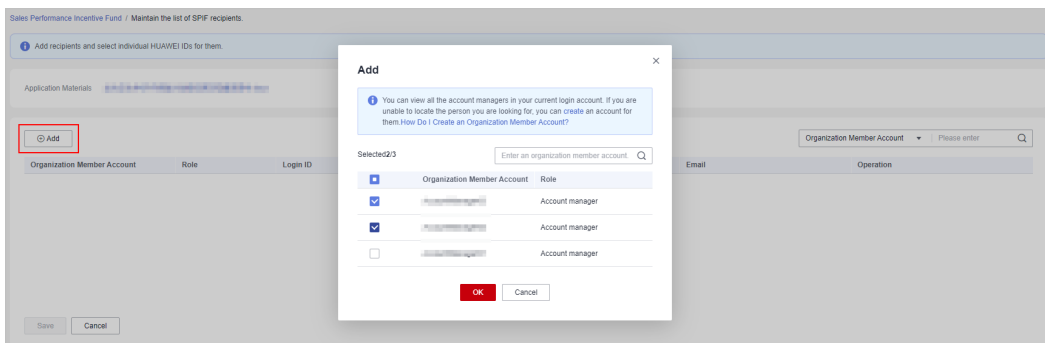 Sales Performance Incentive Fund / Maintain the list of SPIF recipients.
Add recipients and select individual HUAWEI IDs for them.
Application Materials
Add
Organization Member Account
Please enter
Organization Member Account Role Login ID Email Operation
Save Cancel
Add
You can view all the account managers in your current login account. If you are
unable to locate the person you are looking for, you can create an account for
them.How Do I Create an Organization Member Account?
Selected2/3
Enter an organization member account.
Organization Member Account Role
Account manager
Account manager
Account manager
OK Cancel